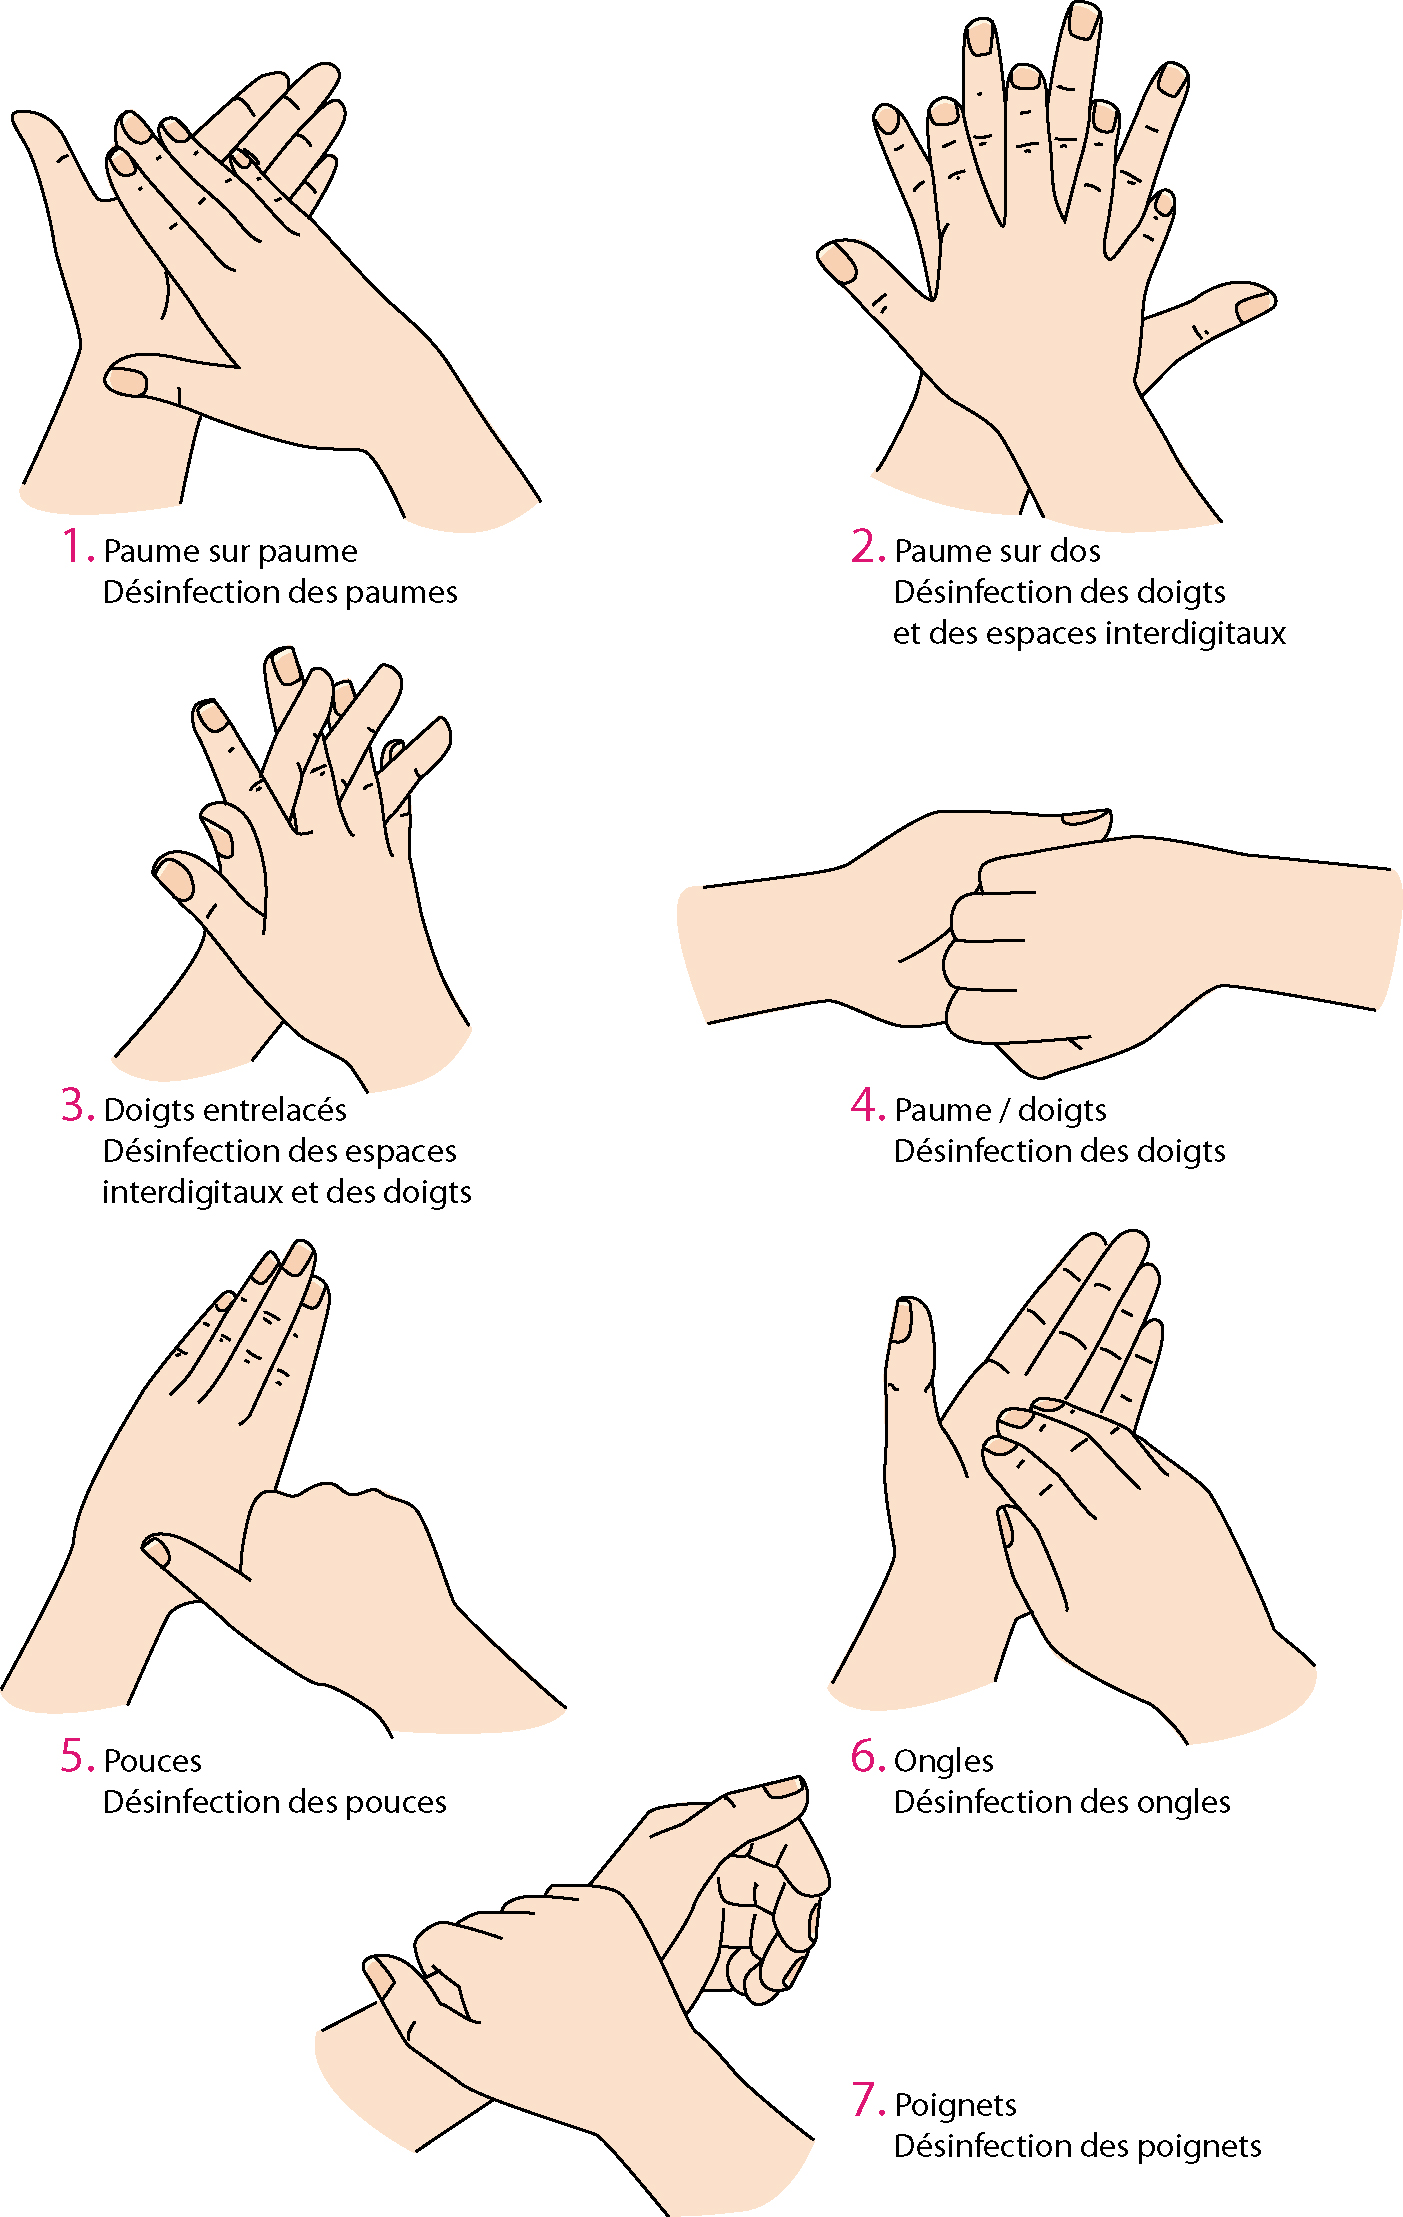 1. Paume sur paume
Désinfection des paumes
2. Paume sur dos
Désinfection des doigts
et des espaces interdigitaux
3. Doigts entrelacés
Désinfection des espaces
interdigitaux et des doigts
4. Paume / doigts
Désinfection des doigts
5. Pouces
Désinfection des pouces
6. Ongles
Désinfection des ongles
7. Poignets
Désinfection des poignets